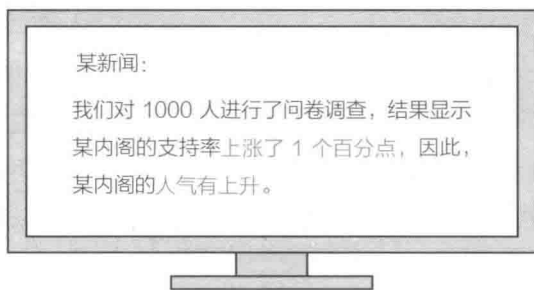 某新闻：
我们对 1000 人进行了问卷调查，结果显示
某内阁的支持率上涨了 1 个百分点，因此，
某内阁的人气有上升。